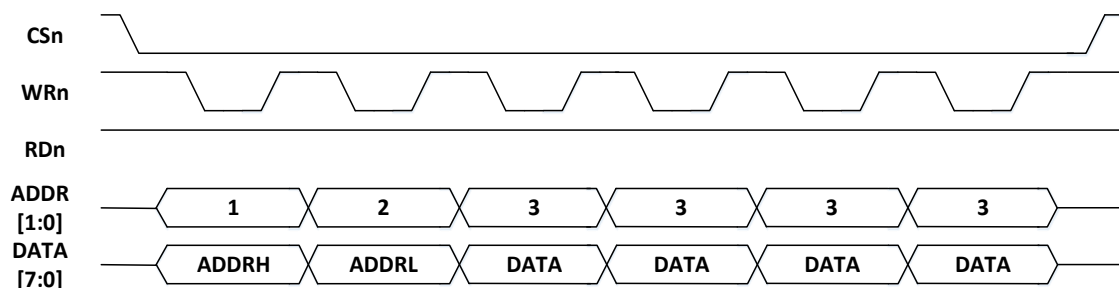 CSn
WRn
RDn
ADDR
[1:0]
1 2 3 3 3 3
DATA
[7:0]
ADDRH ADDRL DATA DATA DATA DATA